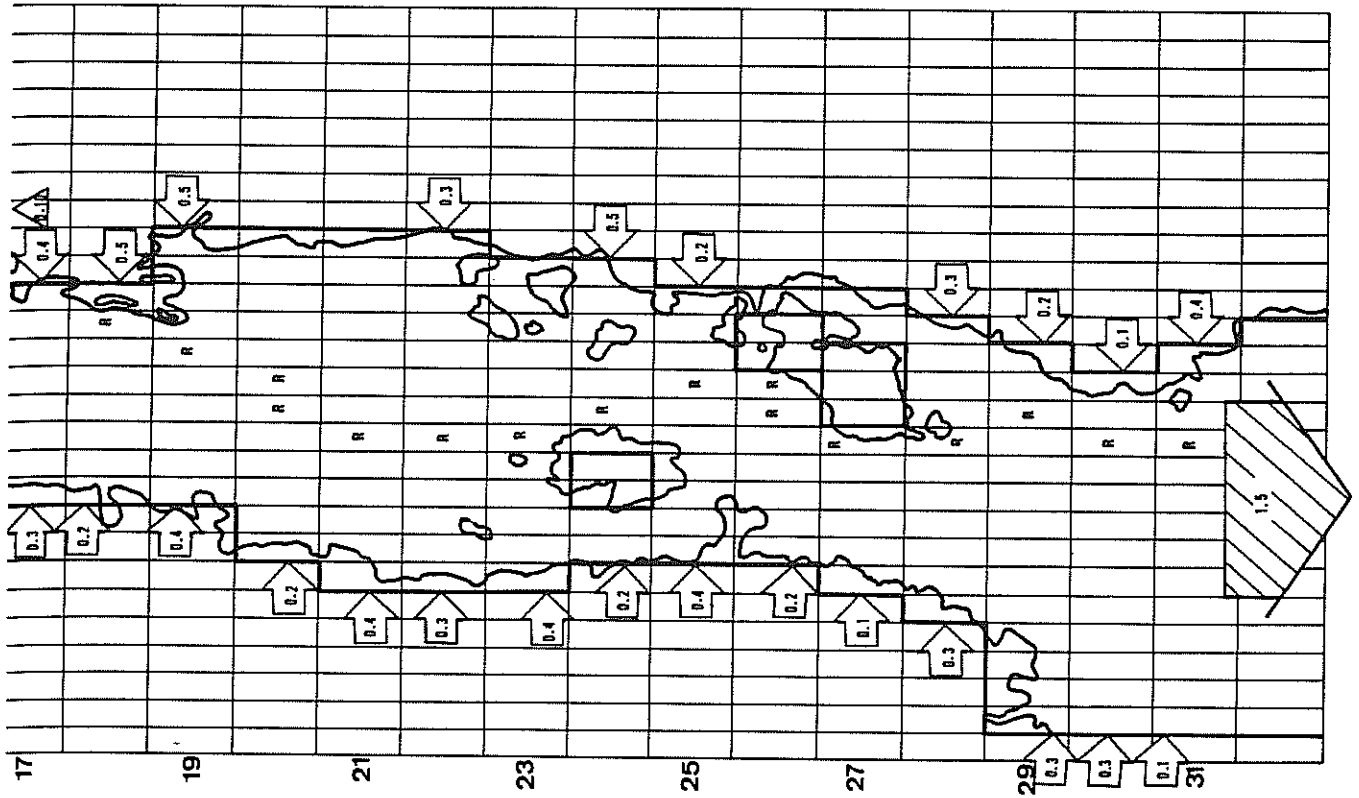 17 0.3 0.4
0.2 R 0.5
19 0.4 R 0.5
0.2 R R
21 0.4 R
0.3 R 0.3
23 0.4 R
0.2 R 0.5
25 0.4 R 0.2
0.2 R R
27 0.1 R
0.3 R 0.3
29 0.3 R 0.2
0.3 R 0.1
31 0.1 R 0.4
1.5